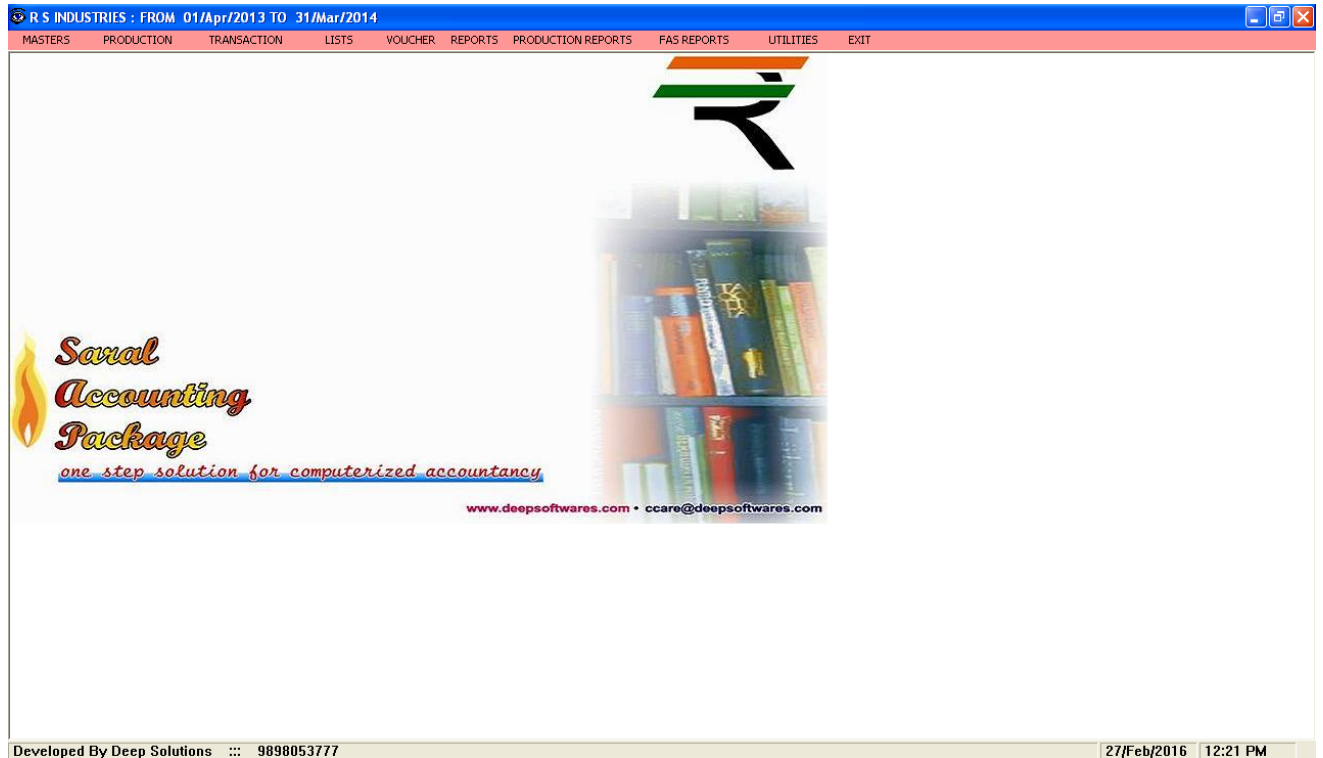 R S INDUSTRIES : FROM 01/Apr/2013 TO 31/Mar/2014
MASTERS PRODUCTION TRANSACTION LISTS VOUCHER REPORTS PRODUCTION REPORTS FAS REPORTS UTILITIES EXIT
Saral
Accounting
Package
one step solution for computerized accountancy
www.deepsoftwares.com • ccare@deepsoftwares.com
Developed By Deep Solutions ::: 9898053777 27/Feb/2016 12:21 PM